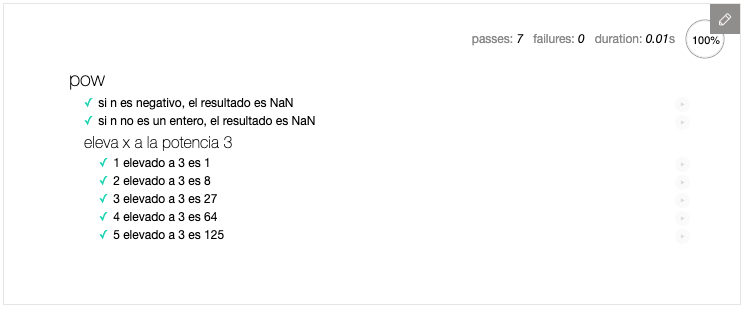 passes: 7 failures: 0 duration: 0.01s 100%
pow
✓ si n es negativo, el resultado es NaN
✓ si n no es un entero, el resultado es NaN
eleva x a la potencia 3
✓ 1 elevado a 3 es 1
✓ 2 elevado a 3 es 8
✓ 3 elevado a 3 es 27
✓ 4 elevado a 3 es 64
✓ 5 elevado a 3 es 125